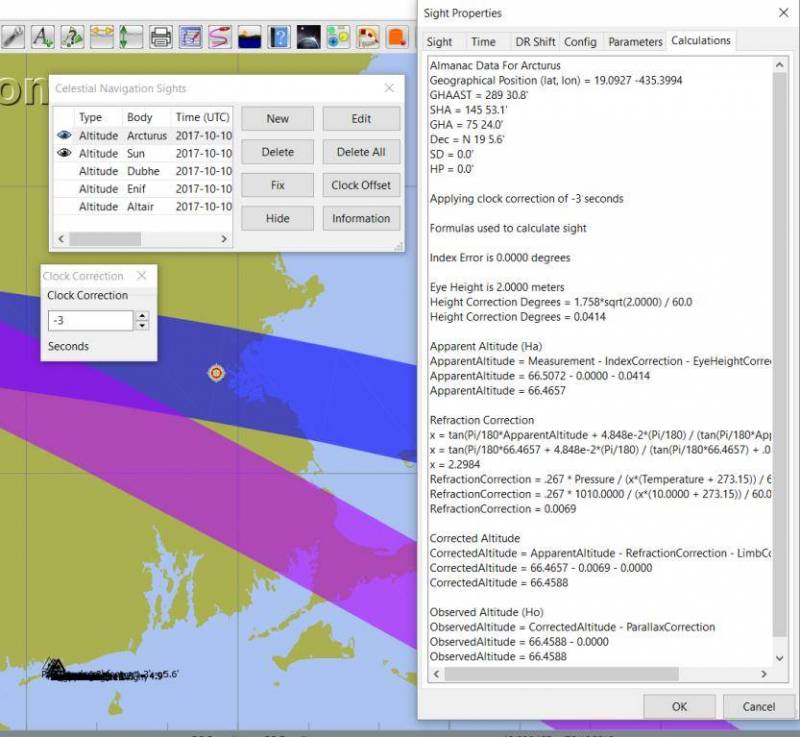 Sight Properties
Sight Time DR Shift Config Parameters Calculations
Almanac Data For Arcturus
Geographical Position (lat, lon) = 19.0927 -435.3994
GHAAST = 289 30.8'
SHA = 145 53.1'
GHA = 75 24.0'
Dec = N 19 5.6'
SD = 0.0'
HP = 0.0'
Applying clock correction of -3 seconds
Formulas used to calculate sight
Index Error is 0.0000 degrees
Eye Height is 2.0000 meters
Height Correction Degrees = 1.758*sqrt(2.0000) / 60.0
Height Correction Degrees = 0.0414
Apparent Altitude (Ha)
ApparentAltitude = Measurement - IndexCorrection - EyeHeightCorre
ApparentAltitude = 66.5072 - 0.0000 - 0.0414
ApparentAltitude = 66.4657
Refraction Correction
x = tan(Pi/180*ApparentAltitude + 4.848e-2*(Pi/180) / (tan(Pi/180*App
x = tan(Pi/180*66.4657 + 4.848e-2*(Pi/180) / (tan(Pi/180*66.4657) + .0
x = 2.2984
RefractionCorrection = .267 * Pressure / (x*(Temperature + 273.15)) / 6
RefractionCorrection = .267 * 1010.0000 / (x*(10.0000 + 273.15)) / 60.0
RefractionCorrection = 0.0069
Corrected Altitude
CorrectedAltitude = ApparentAltitude - RefractionCorrection - LimbCo
CorrectedAltitude = 66.4657 - 0.0069 - 0.0000
CorrectedAltitude = 66.4588
Observed Altitude (Ho)
ObservedAltitude = CorrectedAltitude - ParallaxCorrection
ObservedAltitude = 66.4588 - 0.0000
ObservedAltitude = 66.4588
OK Cancel
on
Celestial Navigation Sights
Type Body Time (UTC)
Altitude Arcturus 2017-10-10
Altitude Sun 2017-10-10
Altitude Dubhe 2017-10-10
Altitude Enif 2017-10-10
Altitude Altair 2017-10-10
New Edit
Delete Delete All
Fix Clock Offset
Hide Information
Clock Correction
Clock Correction
-3
Seconds